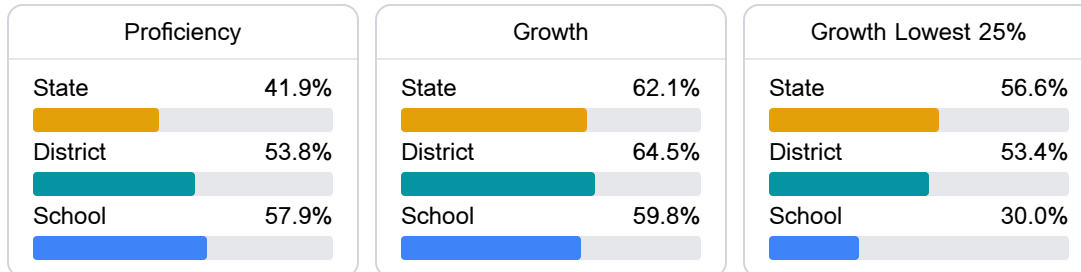 Proficiency
State 41.9%
District 53.8%
School 57.9%
Growth
State 62.1%
District 64.5%
School 59.8%
Growth Lowest 25%
State 56.6%
District 53.4%
School 30.0%